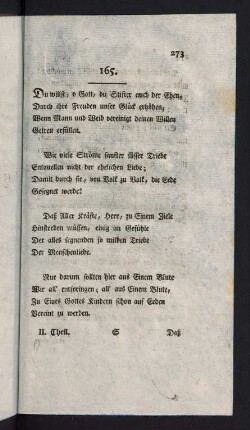 273
165.
Du willst, o Gott, du Stifter auch der Ehen,
Durch ihre Freuden unser Glück erhöhen,
Wenn Mann und Weib vereinigt deinen Willen
Getreu erfüllen.
Wie viele Ströme sanfter süsser Triebe
Entquellen nicht der ehelichen Liebe;
Damit durch sie, von Volk zu Volk, die Erde
Gesegnet werde!
Daß Aller Kräfte, Herr, zu Einem Ziele
Hinstreben müssen, einig im Gefühle
Der alles segnenden so milden Triebe
Der Menschenliebe.
Nur darum sollten hier aus Einem Blute
Wir all' entspringen; all' aus Einem Blute,
Zu Eines Gottes Kindern schon auf Erden
Vereint zu werden.
II. Theil. S Daß